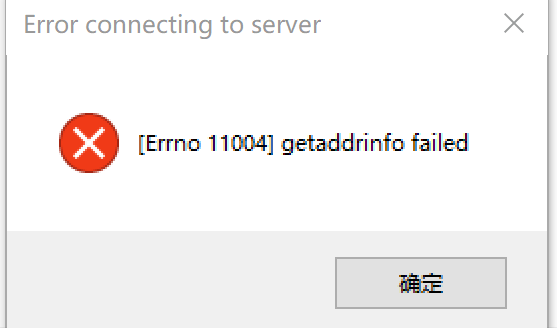 Error connecting to server
[Errno 11004] getaddrinfo failed
确定